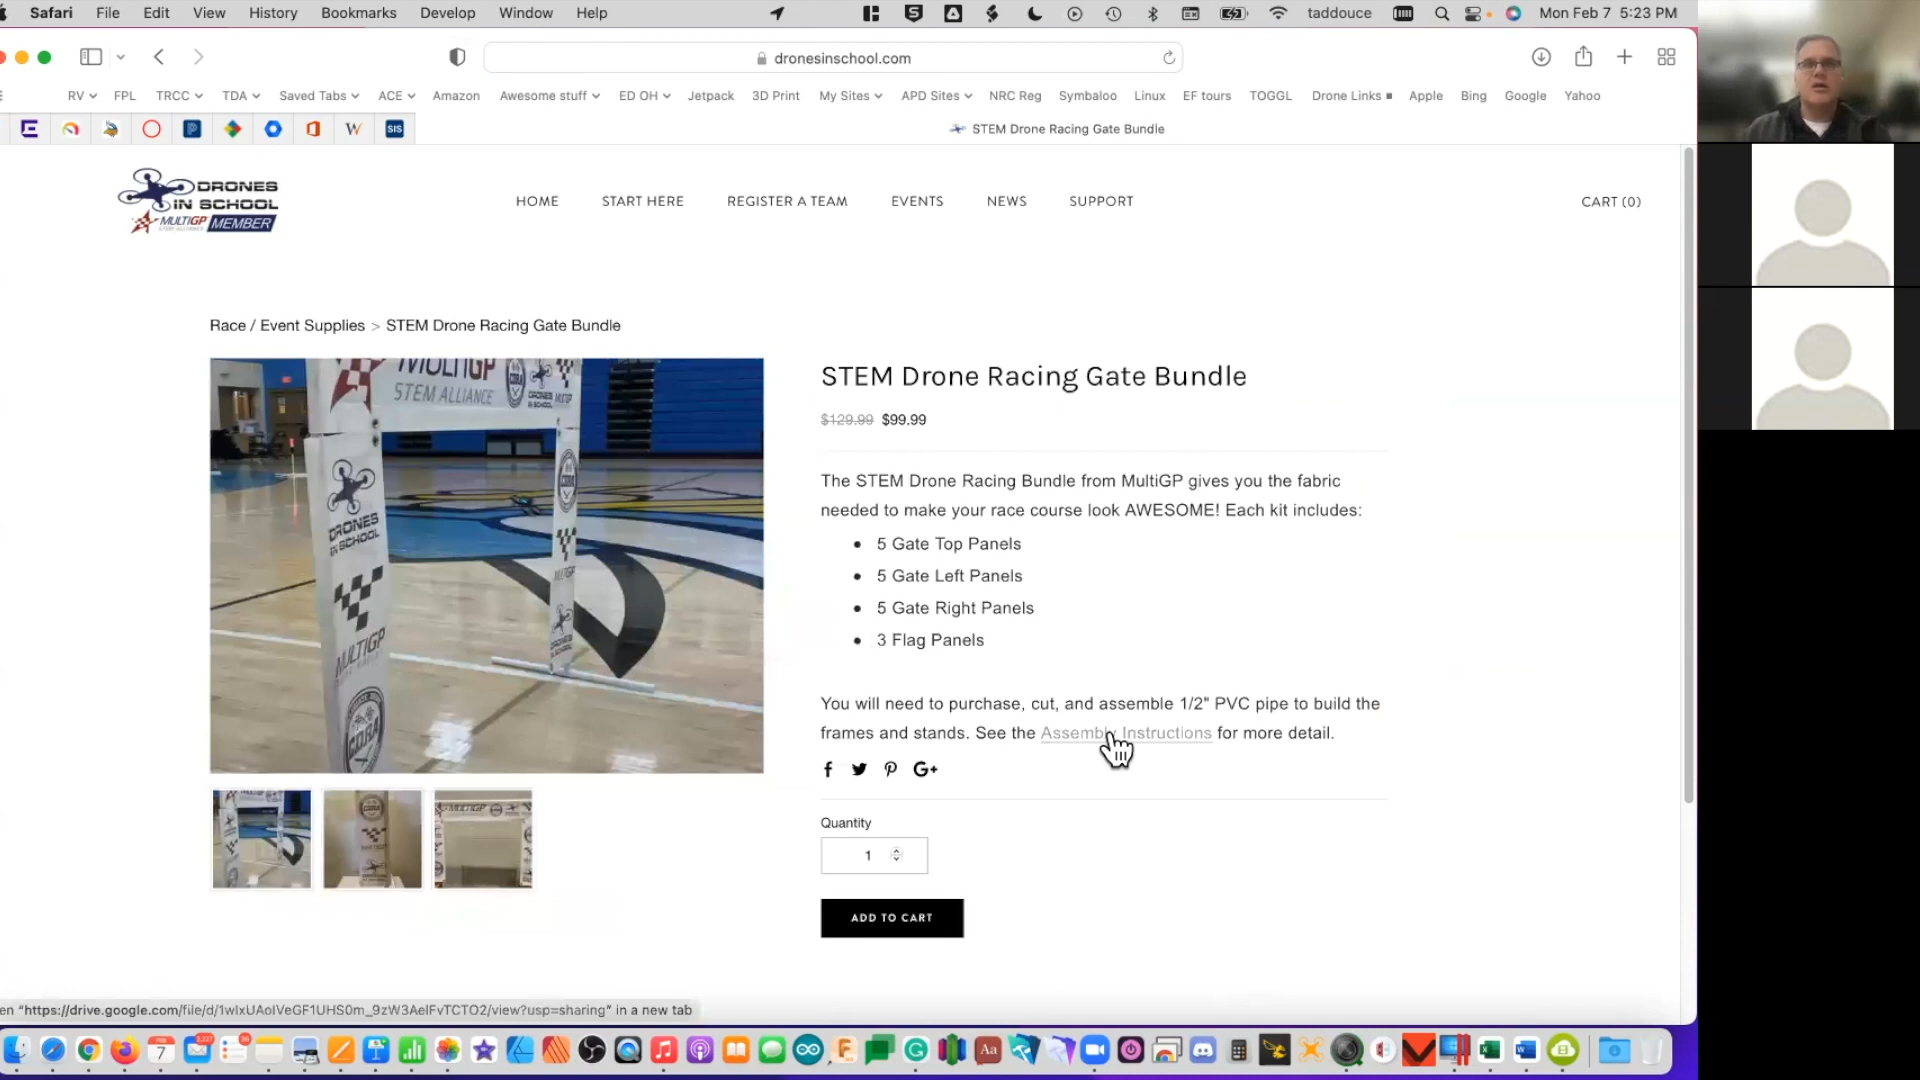 Safari File Edit View History Bookmarks Develop Window Help taddouce Mon Feb 7 5:23 PM
dronesinschool.com
RV FPL TRCC TDA Saved Tabs ACE Amazon Awesome stuff ED OH Jetpack 3D Print My Sites APD Sites NRC Reg Symbaloo Linux EF tours TOGGL Drone Links Apple Bing Google Yahoo
SIS STEM Drone Racing Gate Bundle
DRONES IN SCHOOL
MULTIGP MEMBER
HOME START HERE REGISTER A TEAM EVENTS NEWS SUPPORT CART (0)
Race / Event Supplies > STEM Drone Racing Gate Bundle
MULTIGP
STEM ALLIANCE
DRONES
IN SCHOOL
MULTIGP
CORA
STEM Drone Racing Gate Bundle
$129.99 $99.99
The STEM Drone Racing Bundle from MultiGP gives you the fabric
needed to make your race course look AWESOME! Each kit includes:
• 5 Gate Top Panels
• 5 Gate Left Panels
• 5 Gate Right Panels
• 3 Flag Panels
You will need to purchase, cut, and assemble 1/2" PVC pipe to build the
frames and stands. See the Assembly Instructions for more detail.
Quantity
1
ADD TO CART
en "https://drive.google.com/file/d/1wIxUAoIVeGF1UHS0m_9zW3AelFvTCTO2/view?usp=sharing" in a new tab